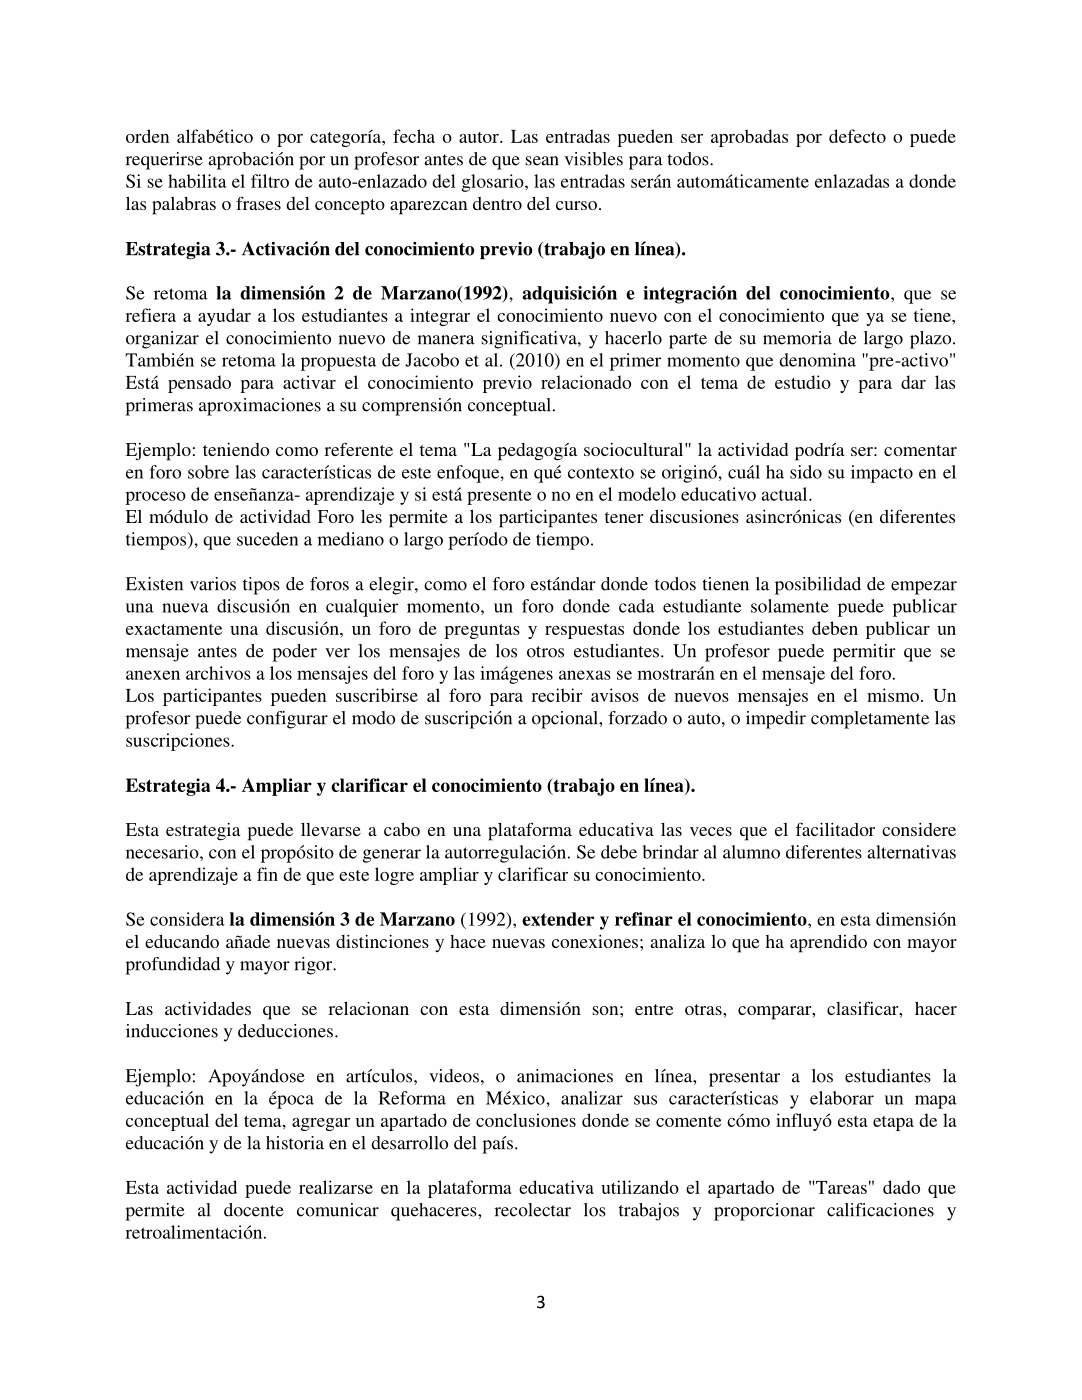 orden alfabético o por categoría, fecha o autor. Las entradas pueden ser aprobadas por defecto o puede
requerirse aprobación por un profesor antes de que sean visibles para todos.
Si se habilita el filtro de auto-enlazado del glosario, las entradas serán automáticamente enlazadas a donde
las palabras o frases del concepto aparezcan dentro del curso.
Estrategia 3.- Activación del conocimiento previo (trabajo en línea).
Se retoma la dimensión 2 de Marzano(1992), adquisición e integración del conocimiento, que se
refiera a ayudar a los estudiantes a integrar el conocimiento nuevo con el conocimiento que ya se tiene,
organizar el conocimiento nuevo de manera significativa, y hacerlo parte de su memoria de largo plazo.
También se retoma la propuesta de Jacobo et al. (2010) en el primer momento que denomina "pre-activo"
Está pensado para activar el conocimiento previo relacionado con el tema de estudio y para dar las
primeras aproximaciones a su comprensión conceptual.
Ejemplo: teniendo como referente el tema "La pedagogía sociocultural" la actividad podría ser: comentar
en foro sobre las características de este enfoque, en qué contexto se originó, cuál ha sido su impacto en el
proceso de enseñanza- aprendizaje y si está presente o no en el modelo educativo actual.
El módulo de actividad Foro les permite a los participantes tener discusiones asincrónicas (en diferentes
tiempos), que suceden a mediano o largo período de tiempo.
Existen varios tipos de foros a elegir, como el foro estándar donde todos tienen la posibilidad de empezar
una nueva discusión en cualquier momento, un foro donde cada estudiante solamente puede publicar
exactamente una discusión, un foro de preguntas y respuestas donde los estudiantes deben publicar un
mensaje antes de poder ver los mensajes de los otros estudiantes. Un profesor puede permitir que se
anexen archivos a los mensajes del foro y las imágenes anexas se mostrarán en el mensaje del foro.
Los participantes pueden suscribirse al foro para recibir avisos de nuevos mensajes en el mismo. Un
profesor puede configurar el modo de suscripción a opcional, forzado o auto, o impedir completamente las
suscripciones.
Estrategia 4.- Ampliar y clarificar el conocimiento (trabajo en línea).
Esta estrategia puede llevarse a cabo en una plataforma educativa las veces que el facilitador considere
necesario, con el propósito de generar la autorregulación. Se debe brindar al alumno diferentes alternativas
de aprendizaje a fin de que este logre ampliar y clarificar su conocimiento.
Se considera la dimensión 3 de Marzano (1992), extender y refinar el conocimiento, en esta dimensión
el educando añade nuevas distinciones y hace nuevas conexiones; analiza lo que ha aprendido con mayor
profundidad y mayor rigor.
Las actividades que se relacionan con esta dimensión son; entre otras, comparar, clasificar, hacer
inducciones y deducciones.
Ejemplo: Apoyándose en artículos, videos, o animaciones en línea, presentar a los estudiantes la
educación en la época de la Reforma en México, analizar sus características y elaborar un mapa
conceptual del tema, agregar un apartado de conclusiones donde se comente cómo influyó esta etapa de la
educación y de la historia en el desarrollo del país.
Esta actividad puede realizarse en la plataforma educativa utilizando el apartado de "Tareas" dado que
permite al docente comunicar quehaceres, recolectar los trabajos y proporcionar calificaciones y
retroalimentación.
3